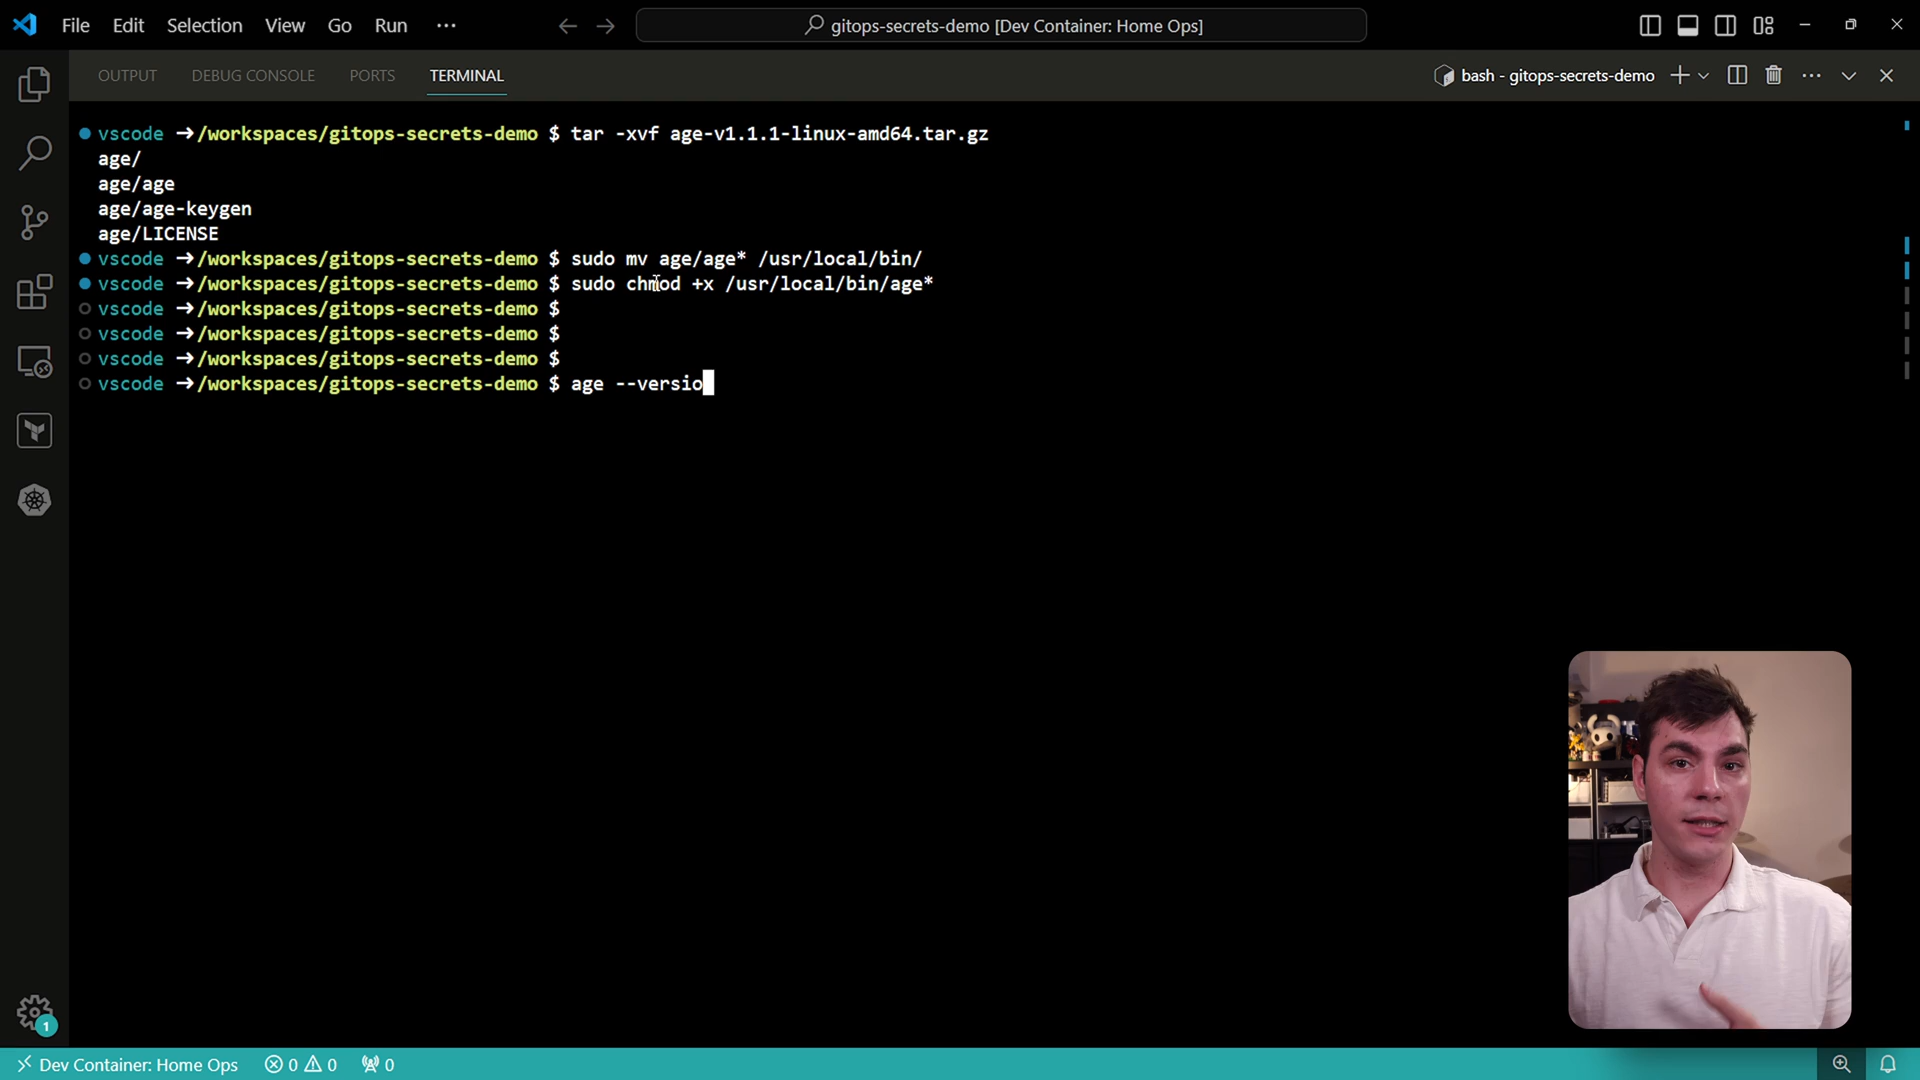 File Edit Selection View Go Run ···
gitops-secrets-demo [Dev Container: Home Ops]
OUTPUT DEBUG CONSOLE PORTS TERMINAL
bash - gitops-secrets-demo
vscode ➜/workspaces/gitops-secrets-demo $ tar -xvf age-v1.1.1-linux-amd64.tar.gz
age/
age/age
age/age-keygen
age/LICENSE
vscode ➜/workspaces/gitops-secrets-demo $ sudo mv age/age* /usr/local/bin/
vscode ➜/workspaces/gitops-secrets-demo $ sudo chmod +x /usr/local/bin/age*
vscode ➜/workspaces/gitops-secrets-demo $
vscode ➜/workspaces/gitops-secrets-demo $
vscode ➜/workspaces/gitops-secrets-demo $
vscode ➜/workspaces/gitops-secrets-demo $ age --versio
1
Dev Container: Home Ops 0 0 0